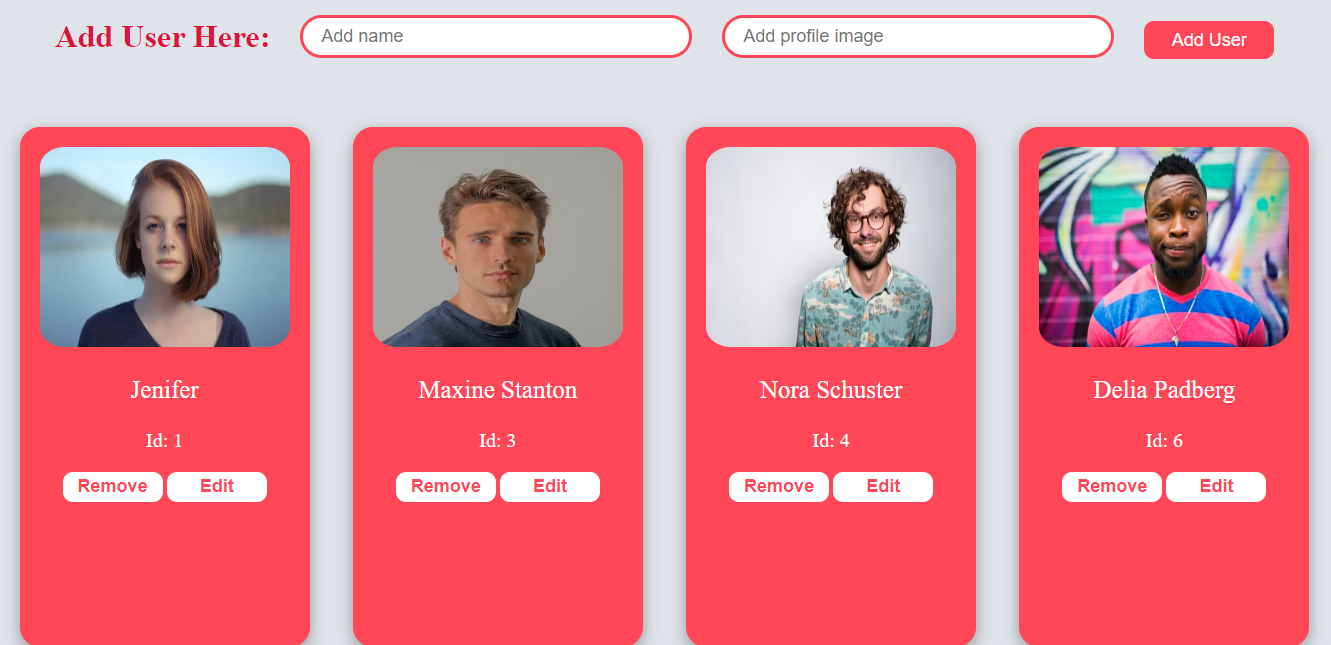 Add User Here:
Add name
Add profile image
Add User
Jenifer
Id: 1
Remove
Edit
Maxine Stanton
Id: 3
Remove
Edit
Nora Schuster
Id: 4
Remove
Edit
Delia Padberg
Id: 6
Remove
Edit